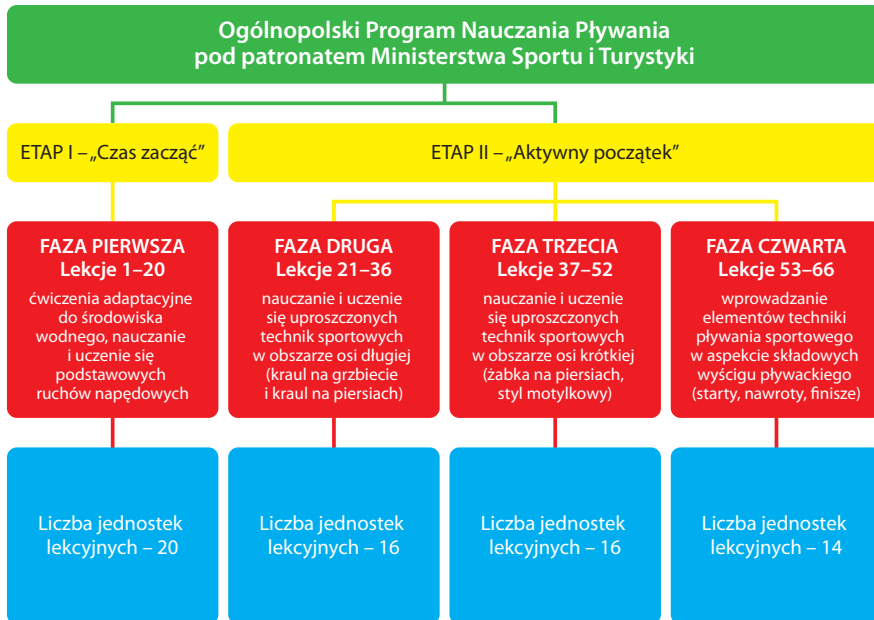 Ogólnopolski Program Nauczania Pływania
pod patronatem Ministerstwa Sportu i Turystyki
ETAP I – „Czas zacząć”
ETAP II – „Aktywny początek”
FAZA PIERWSZA
Lekcje 1–20
ćwiczenia adaptacyjne
do środowiska
wodnego, nauczanie
i uczenie się
podstawowych
ruchów napędowych
FAZA DRUGA
Lekcje 21–36
nauczanie i uczenie
się uproszczonych
technik sportowych
w obszarze osi długiej
(kraul na grzbiecie
i kraul na piersiach)
FAZA TRZECIA
Lekcje 37–52
nauczanie i uczenie
się uproszczonych
technik sportowych
w obszarze osi krótkiej
(żabka na piersiach,
styl motylkowy)
FAZA CZWARTA
Lekcje 53–66
wprowadzanie
elementów techniki
pływania sportowego
w aspekcie składowych
wyścigu pływackiego
(starty, nawroty, finisze)
Liczba jednostek
lekcyjnych – 20
Liczba jednostek
lekcyjnych – 16
Liczba jednostek
lekcyjnych – 16
Liczba jednostek
lekcyjnych – 14